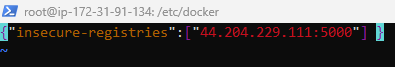 root@ip-172-31-91-134: /etc/docker
{"insecure-registries":["44.204.229.111:5000"] }
~